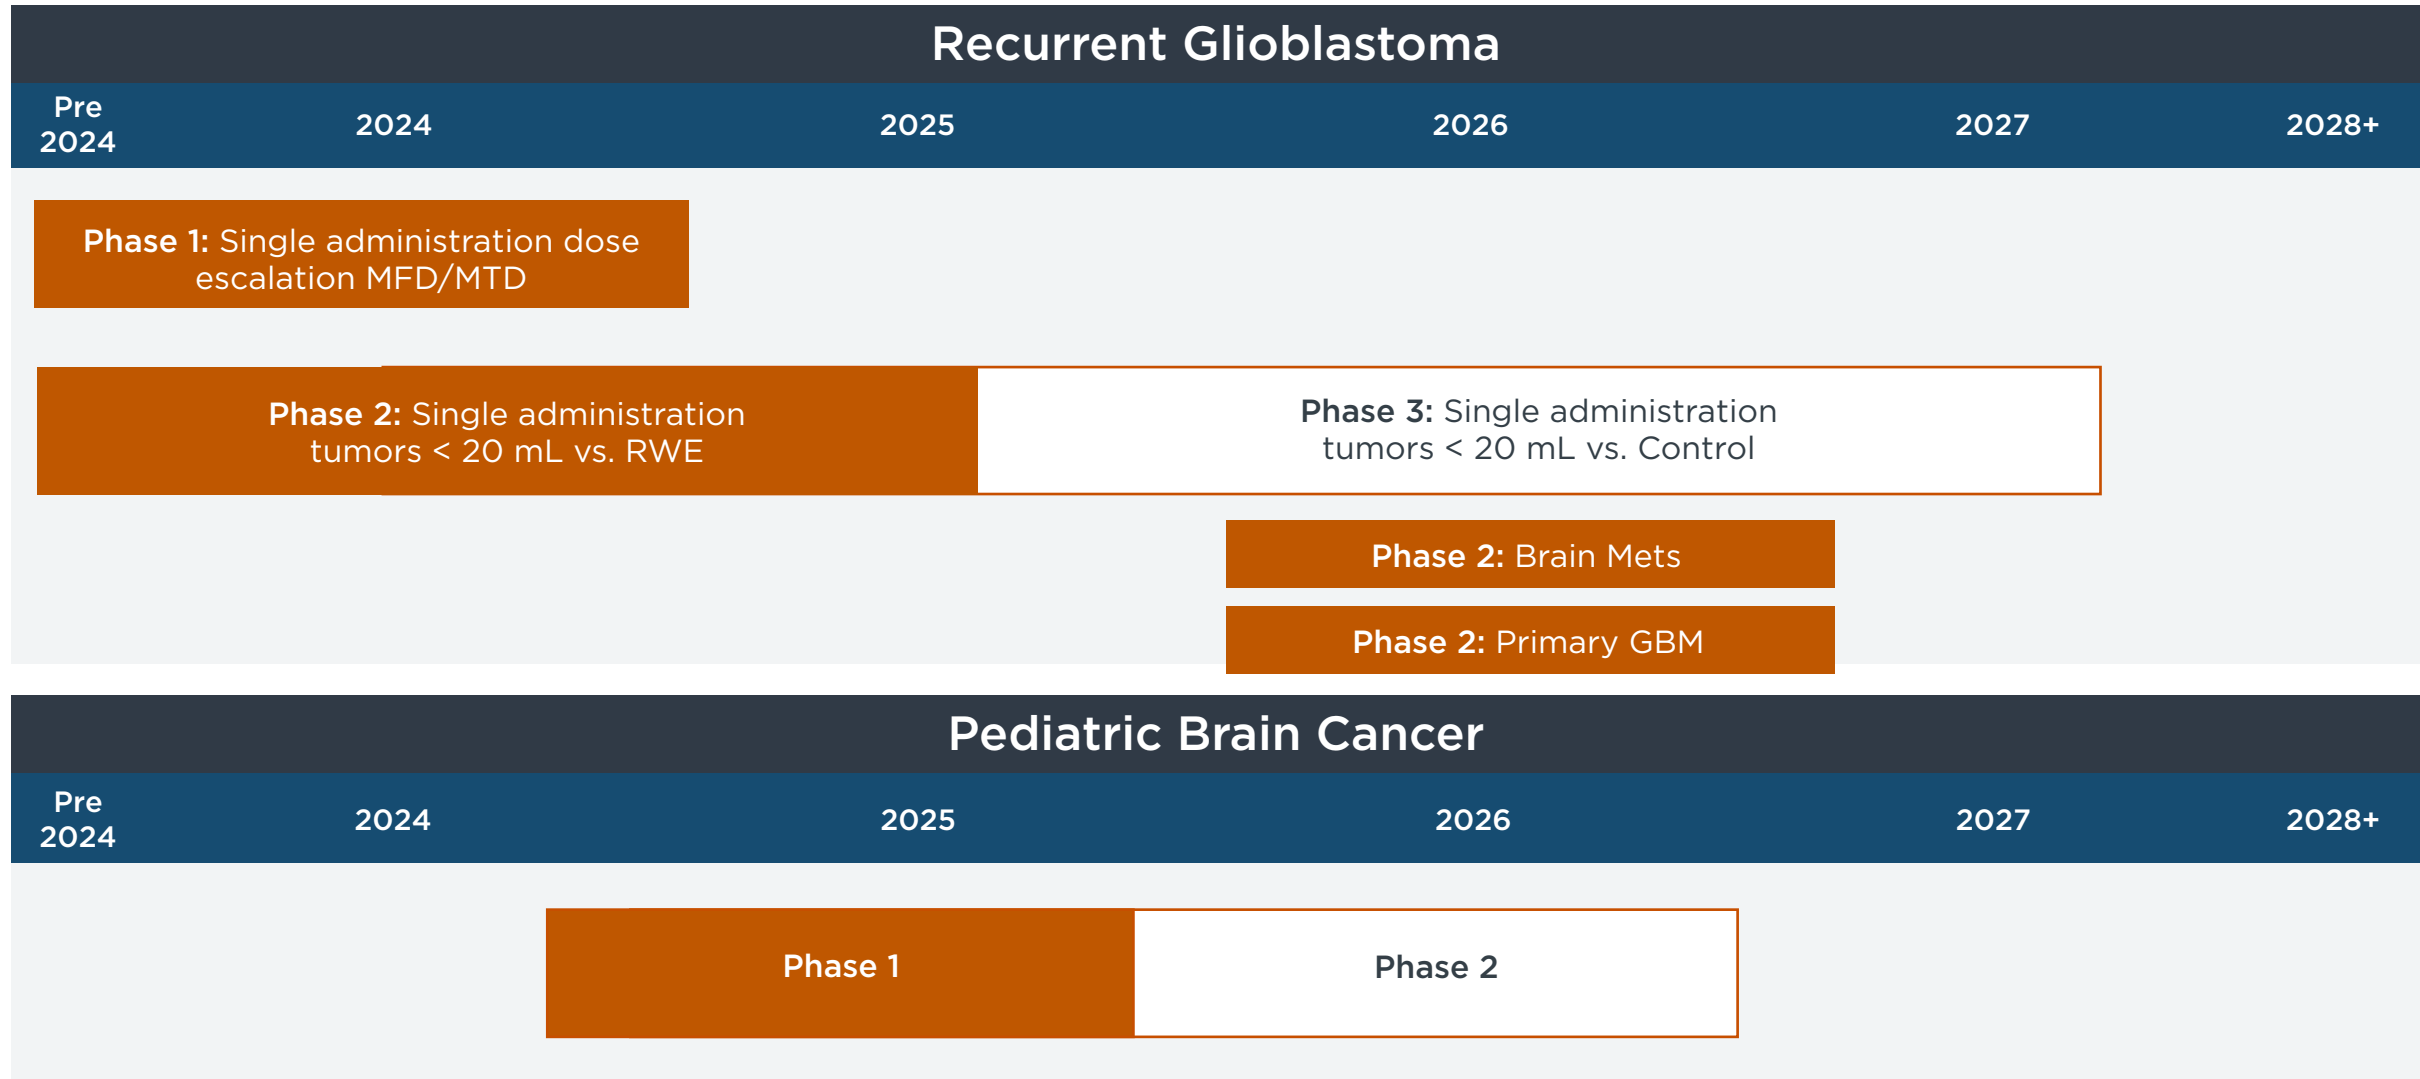 Recurrent Glioblastoma
Pre
2024
2024
2025
2026
2027
2028+
Phase 1: Single administration dose
escalation MFD/MTD
Phase 2: Single administration
tumors < 20 mL vs. RWE
Phase 3: Single administration
tumors < 20 mL vs. Control
Phase 2: Brain Mets
Phase 2: Primary GBM
Pediatric Brain Cancer
Pre
2024
2024
2025
2026
2027
2028+
Phase 1
Phase 2